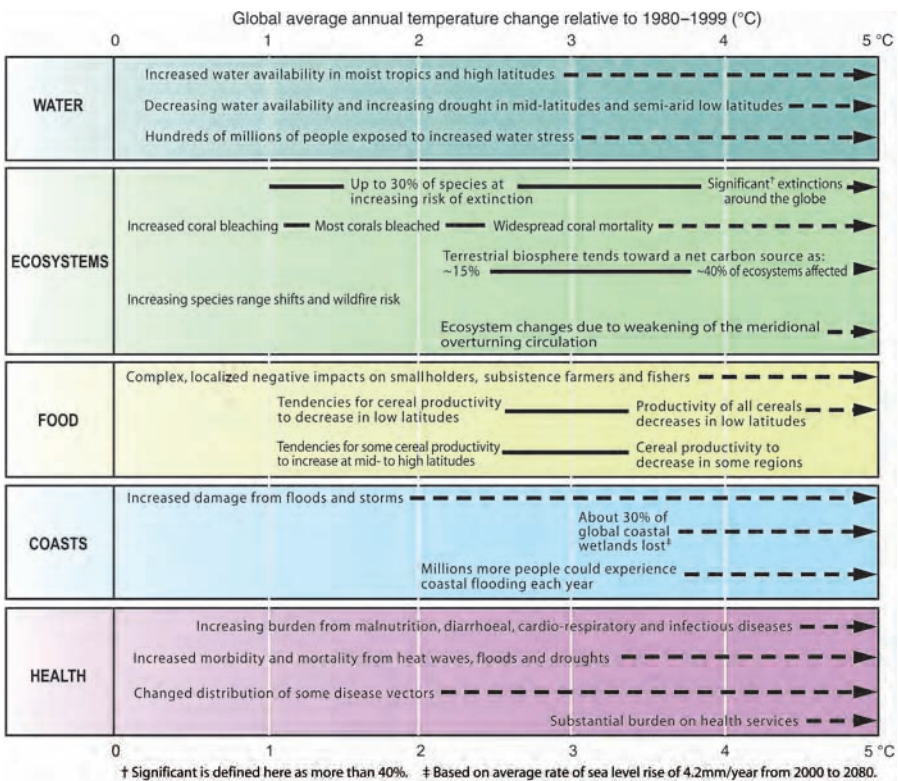 Global average annual temperature change relative to 1980–1999 (°C)
0 1 2 3 4 5 °C
WATER
Increased water availability in moist tropics and high latitudes
Decreasing water availability and increasing drought in mid-latitudes and semi-arid low latitudes
Hundreds of millions of people exposed to increased water stress
ECOSYSTEMS
Up to 30% of species at
increasing risk of extinction
Significant† extinctions
around the globe
Increased coral bleaching Most corals bleached Widespread coral mortality
Terrestrial biosphere tends toward a net carbon source as:
~15% ~40% of ecosystems affected
Increasing species range shifts and wildfire risk
Ecosystem changes due to weakening of the meridional
overturning circulation
FOOD
Complex, localized negative impacts on smallholders, subsistence farmers and fishers
Tendencies for cereal productivity
to decrease in low latitudes
Productivity of all cereals
decreases in low latitudes
Tendencies for some cereal productivity
to increase at mid- to high latitudes
Cereal productivity to
decrease in some regions
COASTS
Increased damage from floods and storms
About 30% of
global coastal
wetlands lost‡
Millions more people could experience
coastal flooding each year
HEALTH
Increasing burden from malnutrition, diarrhoeal, cardio-respiratory and infectious diseases
Increased morbidity and mortality from heat waves, floods and droughts
Changed distribution of some disease vectors
Substantial burden on health services
0 1 2 3 4 5 °C
† Significant is defined here as more than 40%. ‡ Based on average rate of sea level rise of 4.2mm/year from 2000 to 2080.